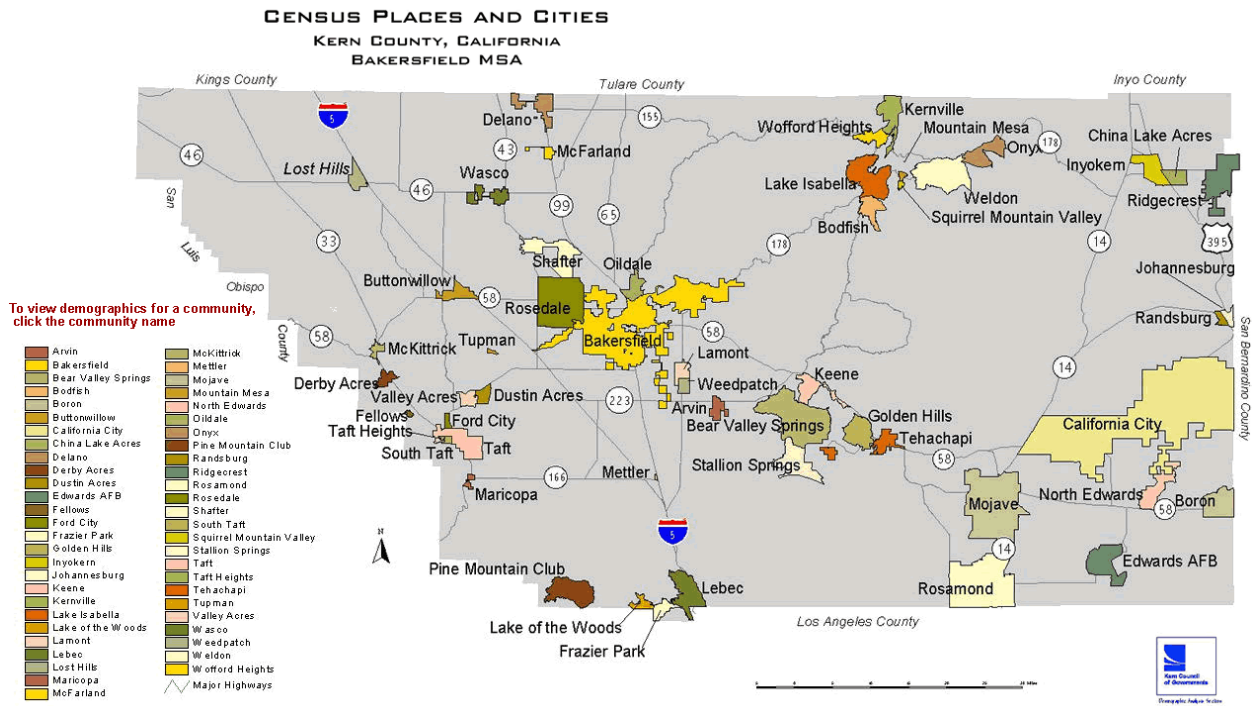 CENSUS PLACES AND CITIES
KERN COUNTY, CALIFORNIA
BAKERSFIELD MSA
Kings County
Tulare County
Inyo County
5
Delano
155
Kernville
Wofford Heights
Mountain Mesa
Onyx
178
China Lake Acres
46
43
McFarland
Inyokern
Lost Hills
Wasco
Lake Isabella
46
Weldon
Ridgecrest
San
99
65
Squirrel Mountain Valley
Bodfish
33
178
14
395
Luis
Shafter
Oildale
Johannesburg
Buttonwillow
Obispo
58
Rosedale
To view demographics for a community,
click the community name
Randsburg
San Bernardino County
County
58
58
Tupman
Bakersfield
McKittrick
Lamont
14
Derby Acres
Weedpatch
Keene
Valley Acres
Dustin Acres
223
Arvin
Fellows
Ford City
Bear Valley Springs
Golden Hills
California City
Taft Heights
Tehachapi
South Taft
Taft
58
Stallion Springs
Mettler
166
Maricopa
North Edwards
Boron
Mojave
58
N
5
14
Edwards AFB
Pine Mountain Club
Lebec
Rosamond
Lake of the Woods
Los Angeles County
Frazier Park
Arvin
Bakersfield
Bear Valley Springs
Bodfish
Boron
Buttonwillow
California City
China Lake Acres
Delano
Derby Acres
Dustin Acres
Edwards AFB
Fellows
Ford City
Frazier Park
Golden Hills
Inyokern
Johannesburg
Keene
Kernville
Lake Isabella
Lake of the Woods
Lamont
Lebec
Lost Hills
Maricopa
McFarland
McKittrick
Mettler
Mojave
Mountain Mesa
North Edwards
Oildale
Onyx
Pine Mountain Club
Randsburg
Ridgecrest
Rosamond
Rosedale
Shafter
South Taft
Squirrel Mountain Valley
Stallion Springs
Taft
Taft Heights
Tehachapi
Tupman
Valley Acres
Wasco
Weedpatch
Weldon
Wofford Heights
Major Highways
Kern Council
of Governments